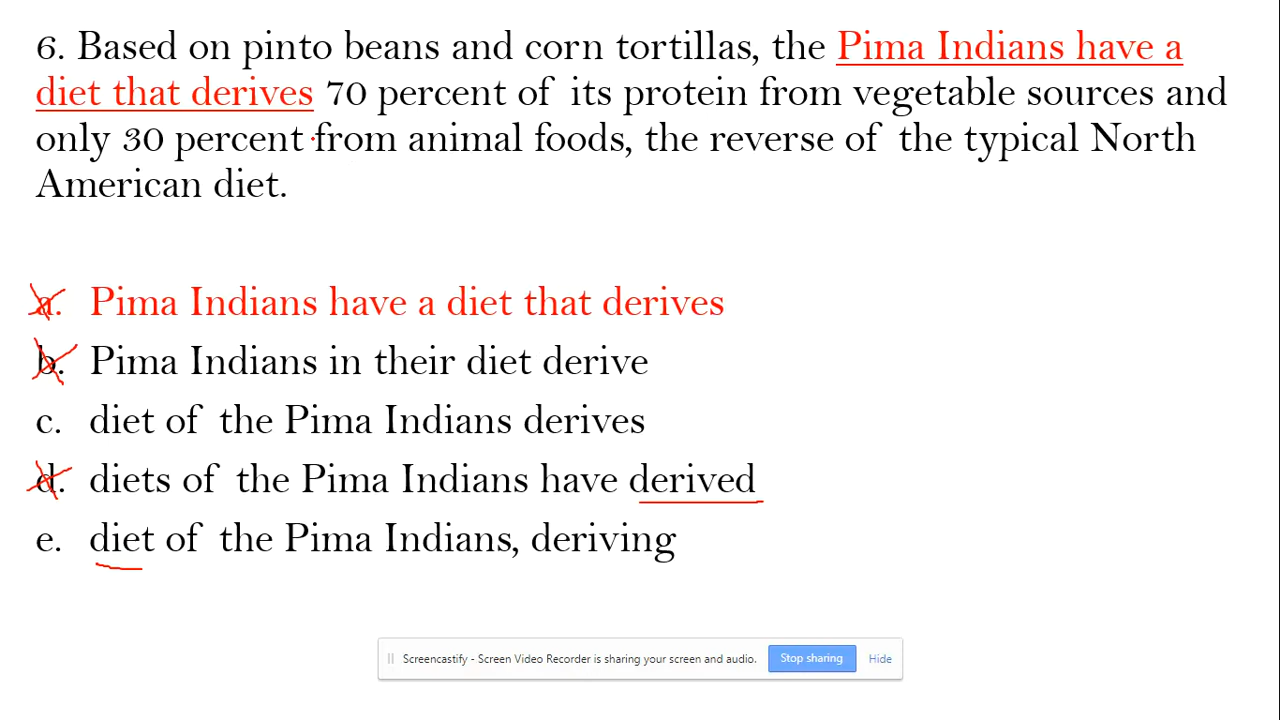 6. Based on pinto beans and corn tortillas, the Pima Indians have a
diet that derives 70 percent of its protein from vegetable sources and
only 30 percent from animal foods, the reverse of the typical North
American diet.
a. Pima Indians have a diet that derives
b. Pima Indians in their diet derive
c. diet of the Pima Indians derives
d. diets of the Pima Indians have derived
e. diet of the Pima Indians, deriving
Screencastify - Screen Video Recorder is sharing your screen and audio. Stop sharing Hide